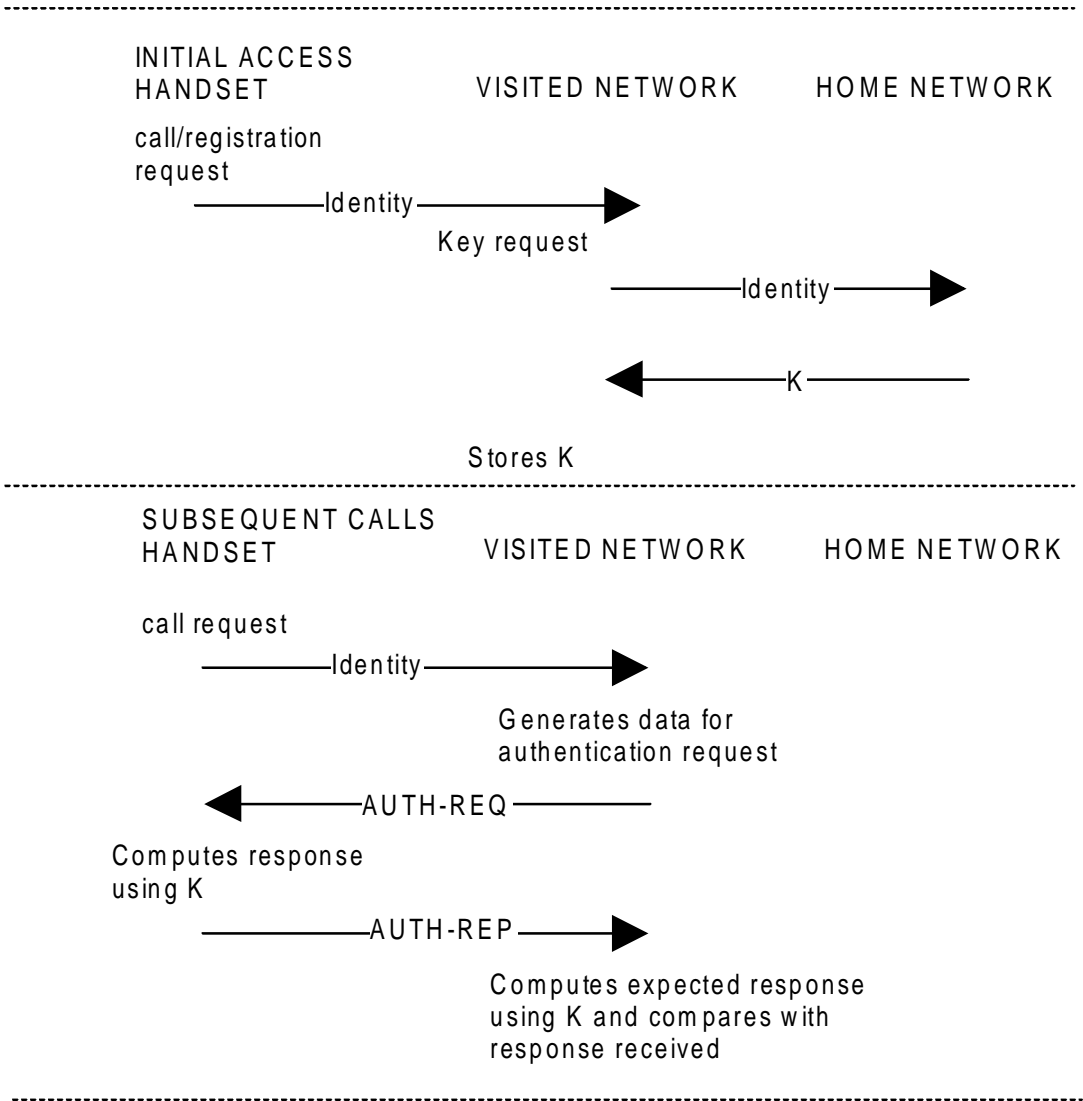 INITIAL ACCESS
HANDSET
VISITED NETWORK
HOME NETWORK
call/registration
request
Identity
Key request
Identity
K
Stores K
SUBSEQUENT CALLS
HANDSET
VISITED NETWORK
HOME NETWORK
call request
Identity
Generates data for
authentication request
AUTH-REQ
Computes response
using K
AUTH-REP
Computes expected response
using K and compares with
response received